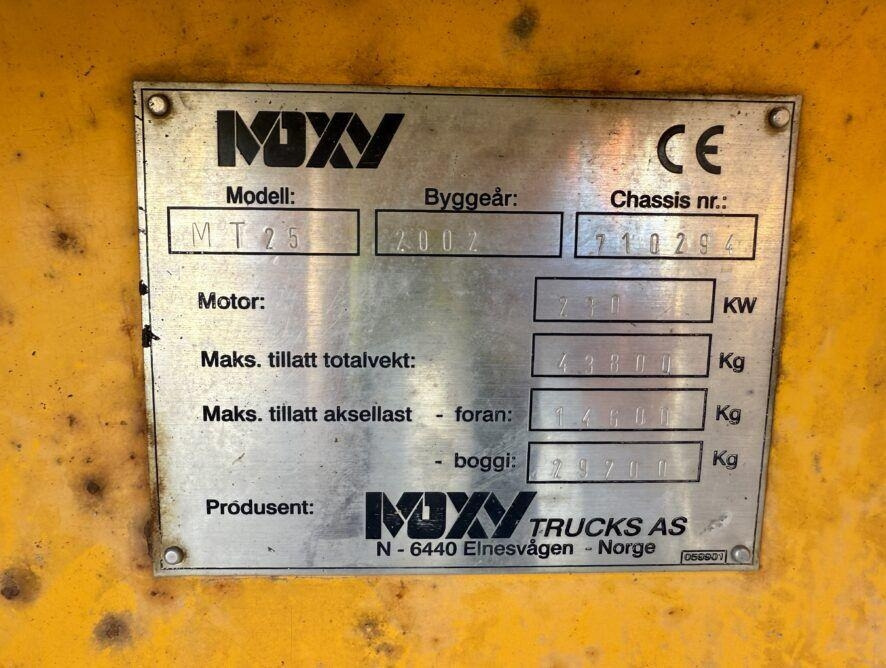 MOXY CE
Modell: Byggeår: Chassis nr.:
MT25 2002 710294
Motor: 210 KW
Maks. tillatt totalvekt: 43800 Kg
Maks. tillatt aksellast - foran: 14600 Kg
- boggi: 29200 Kg
Produsent: MOXY TRUCKS AS
N - 6440 Elnesvågen - Norge 059901